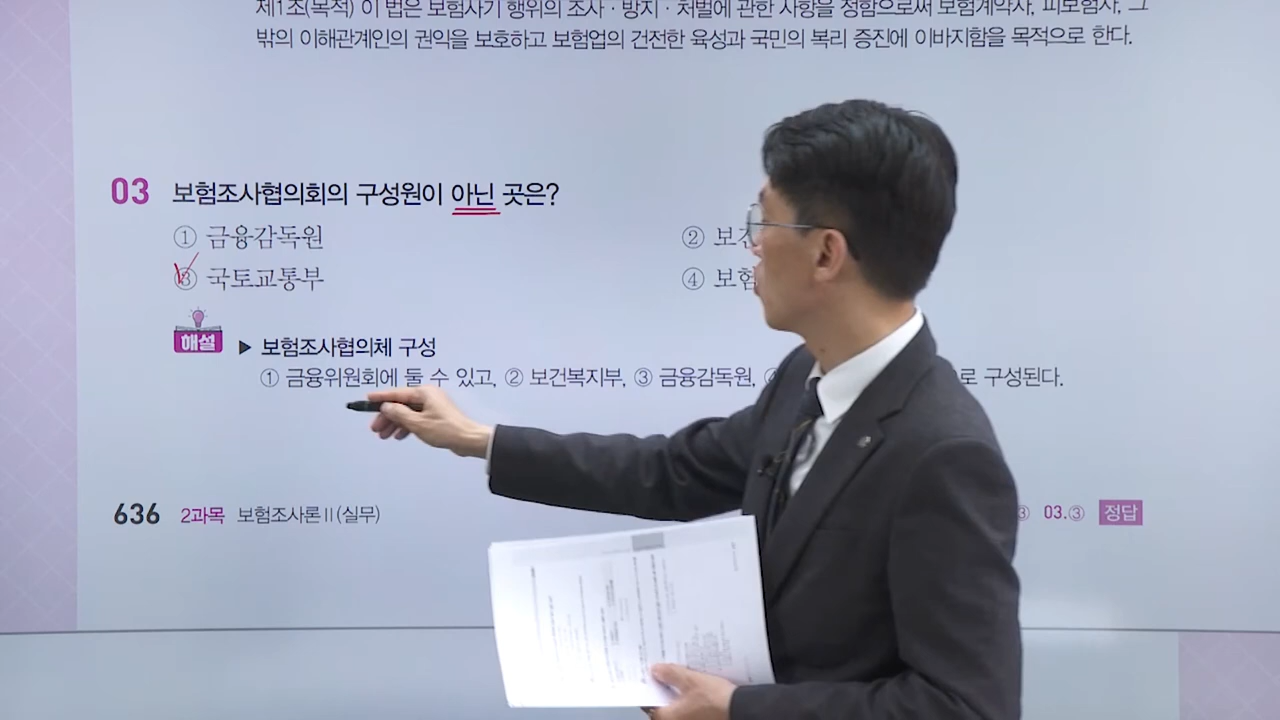 제1조(목적) 이 법은 보험사기 행위의 조사·방지·처벌에 관한 사항을 정함으로써 보험계약자, 피보험자, 그
밖의 이해관계인의 권익을 보호하고 보험업의 건전한 육성과 국민의 복리 증진에 이바지함을 목적으로 한다.
03 보험조사협의회의 구성원이 아닌 곳은?
① 금융감독원 ②
③ 국토교통부 ④ 보험
해설 ▶ 보험조사협의체 구성
① 금융위원회에 둘 수 있고, ② 보건복지부, ③ 금융감독원, 로 구성된다.
636 2과목 보험조사론Ⅱ(실무) ③ 03.③ 정답